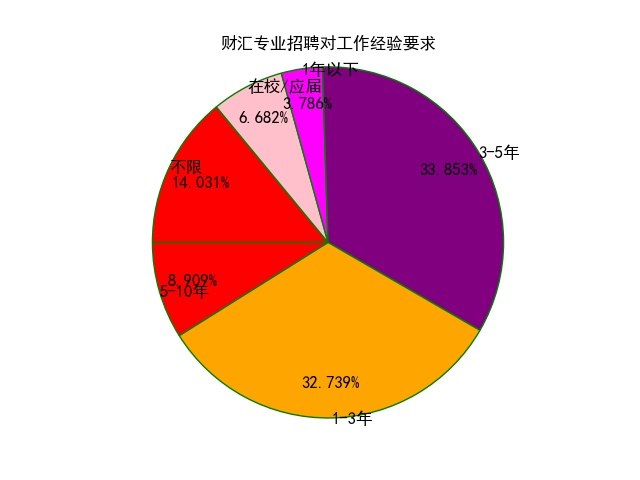 财汇专业招聘对工作经验要求
1年以下
3.786%
在校/应届
6.682%
3-5年
33.853%
不限
14.031%
8.909%
5-10年
32.739%
1-3年